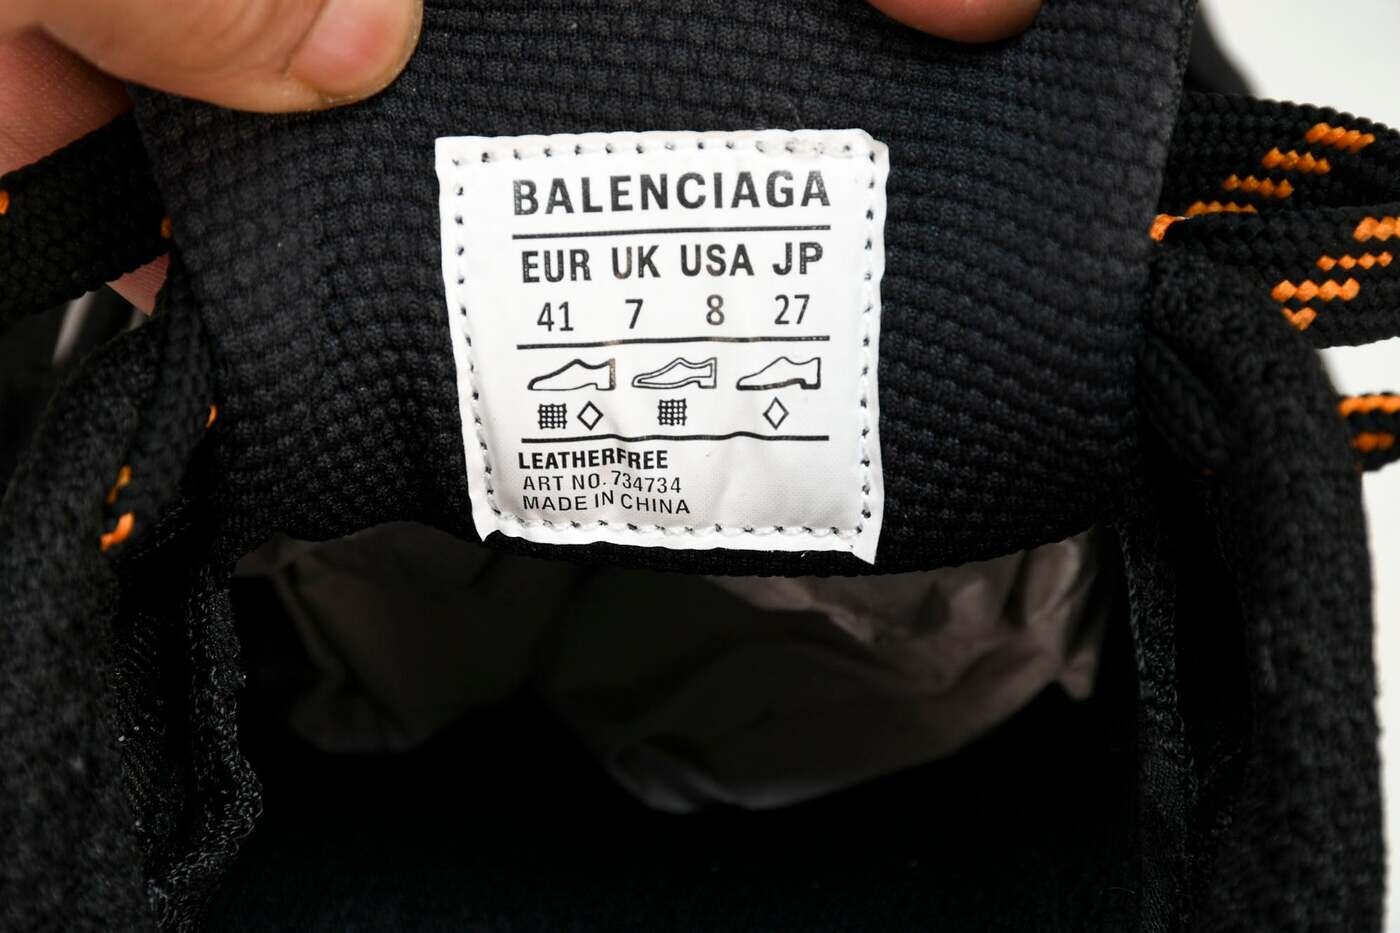 BALENCIAGA
EUR UK USA JP
41 7 8 27
LEATHERFREE
ART NO. 734734
MADE IN CHINA